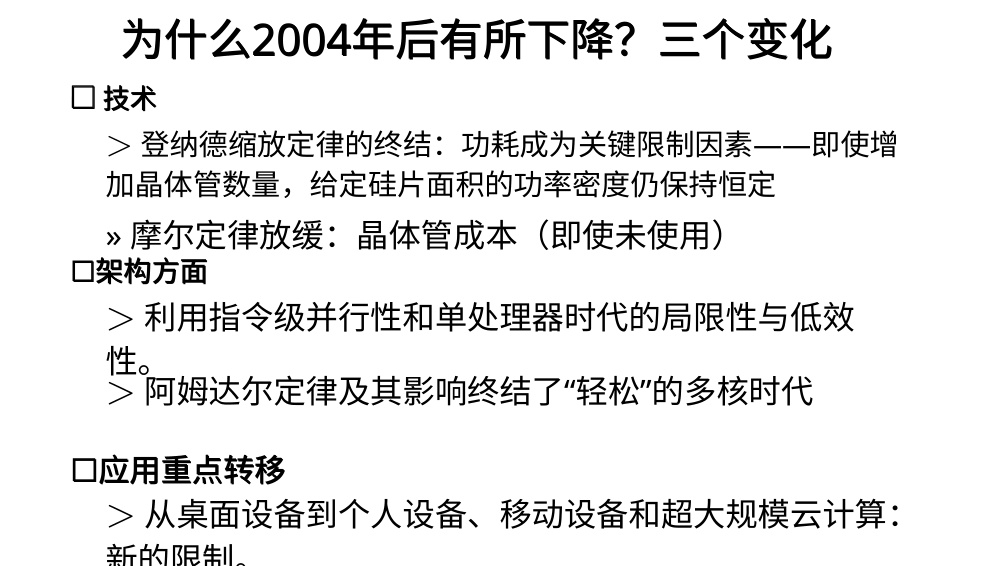 为什么2004年后有所下降？三个变化
□ 技术
＞ 登纳德缩放定律的终结：功耗成为关键限制因素——即使增
加晶体管数量，给定硅片面积的功率密度仍保持恒定
» 摩尔定律放缓：晶体管成本（即使未使用）
□架构方面
＞ 利用指令级并行性和单处理器时代的局限性与低效
性。
＞ 阿姆达尔定律及其影响终结了“轻松”的多核时代
□应用重点转移
＞ 从桌面设备到个人设备、移动设备和超大规模云计算：
新的限制。